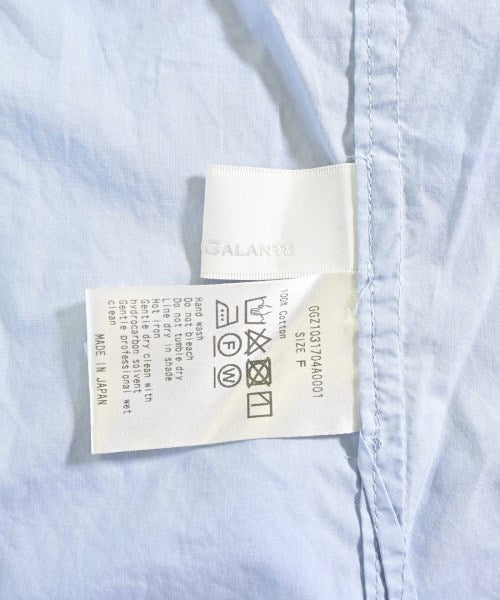 GALANTE
GGZ1031704A0001
SIZE F
100% Cotton
Hand wash
Do not bleach
Do not tumble dry
Line dry in shade
Hot iron
Gentle dry clean with
hydrocarbon solvent
Gentle professional wet
clean
MADE IN JAPAN
F
W